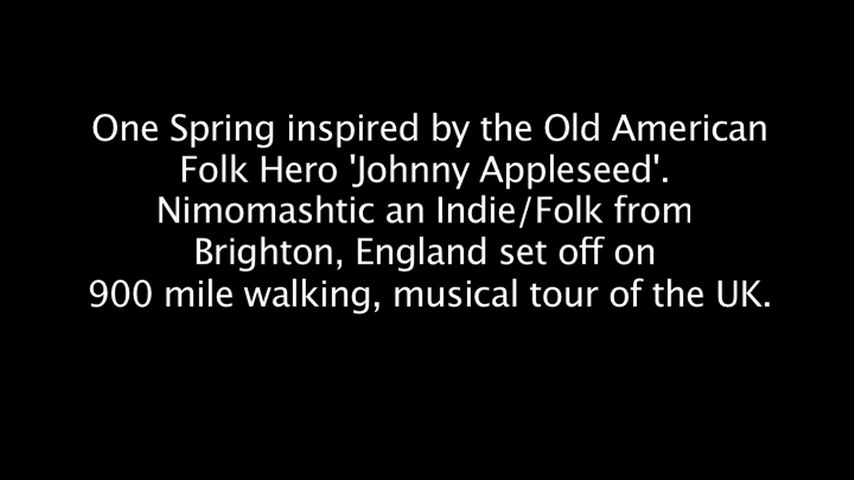 One Spring inspired by the Old American
Folk Hero 'Johnny Appleseed'.
Nimomashtic an Indie/Folk from
Brighton, England set off on
900 mile walking, musical tour of the UK.